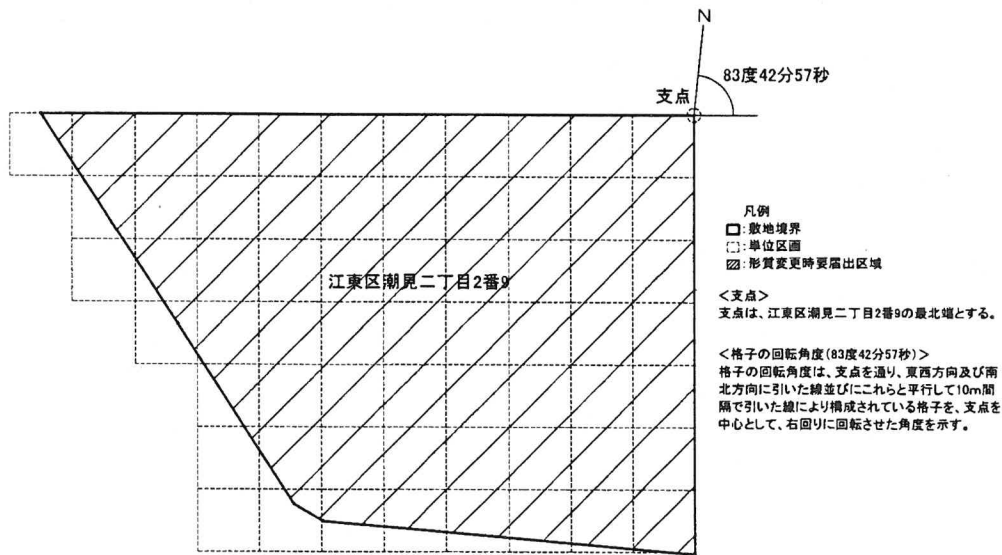 N
83度42分57秒
支点
江東区潮見二丁目2番9
凡例
:敷地境界
:単位区画
:形質変更時要届出区域
<支点>
支点は、江東区潮見二丁目2番9の最北端とする。
<格子の回転角度(83度42分57秒)>
格子の回転角度は、支点を通り、東西方向及び南
北方向に引いた線並びにこれらと平行して10m間
隔で引いた線により構成されている格子を、支点を
中心として、右回りに回転させた角度を示す。